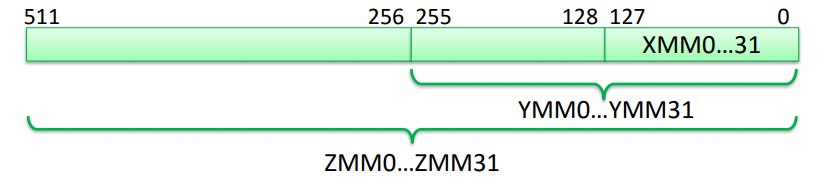 511 256 255 128 127 0
XMM0...31
YMM0...YMM31
ZMM0...ZMM31